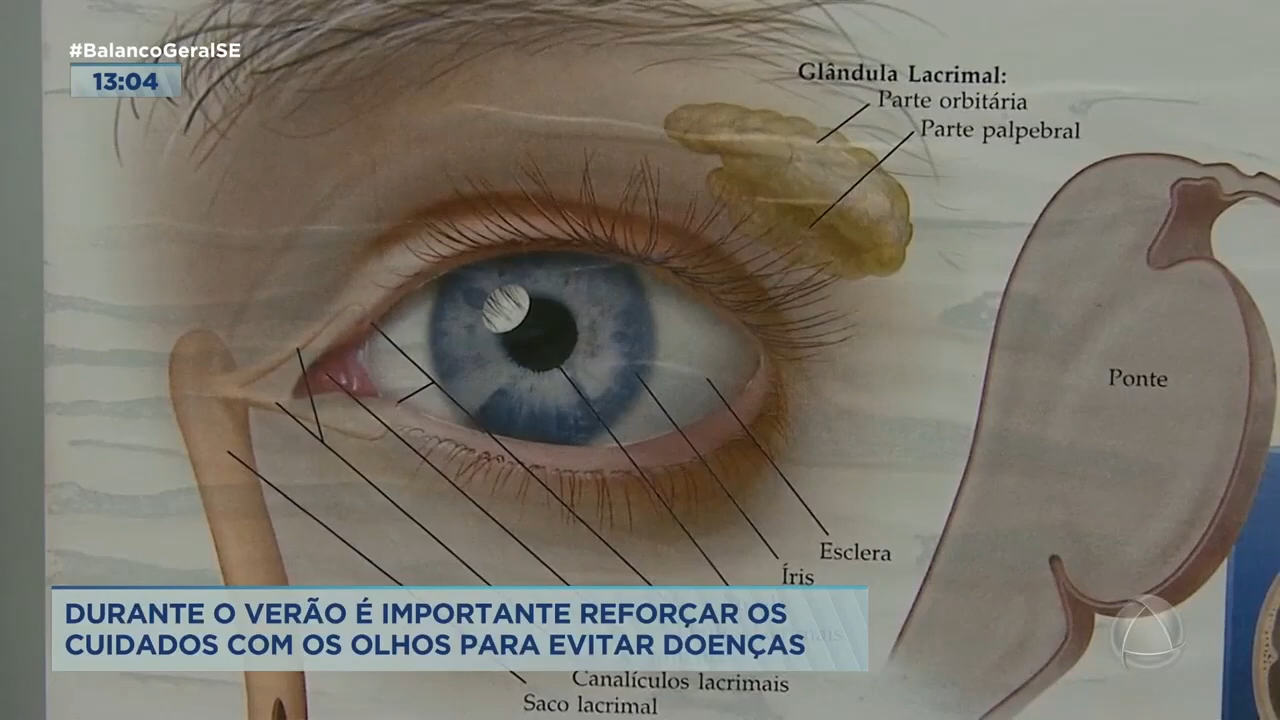 #BalancoGeralSE
13:04
Glândula Lacrimal:
Parte orbitária
Parte palpebral
Ponte
Esclera
Íris
DURANTE O VERÃO É IMPORTANTE REFORÇAR OS
CUIDADOS COM OS OLHOS PARA EVITAR DOENÇAS
Canalículos lacrimais
Saco lacrimal